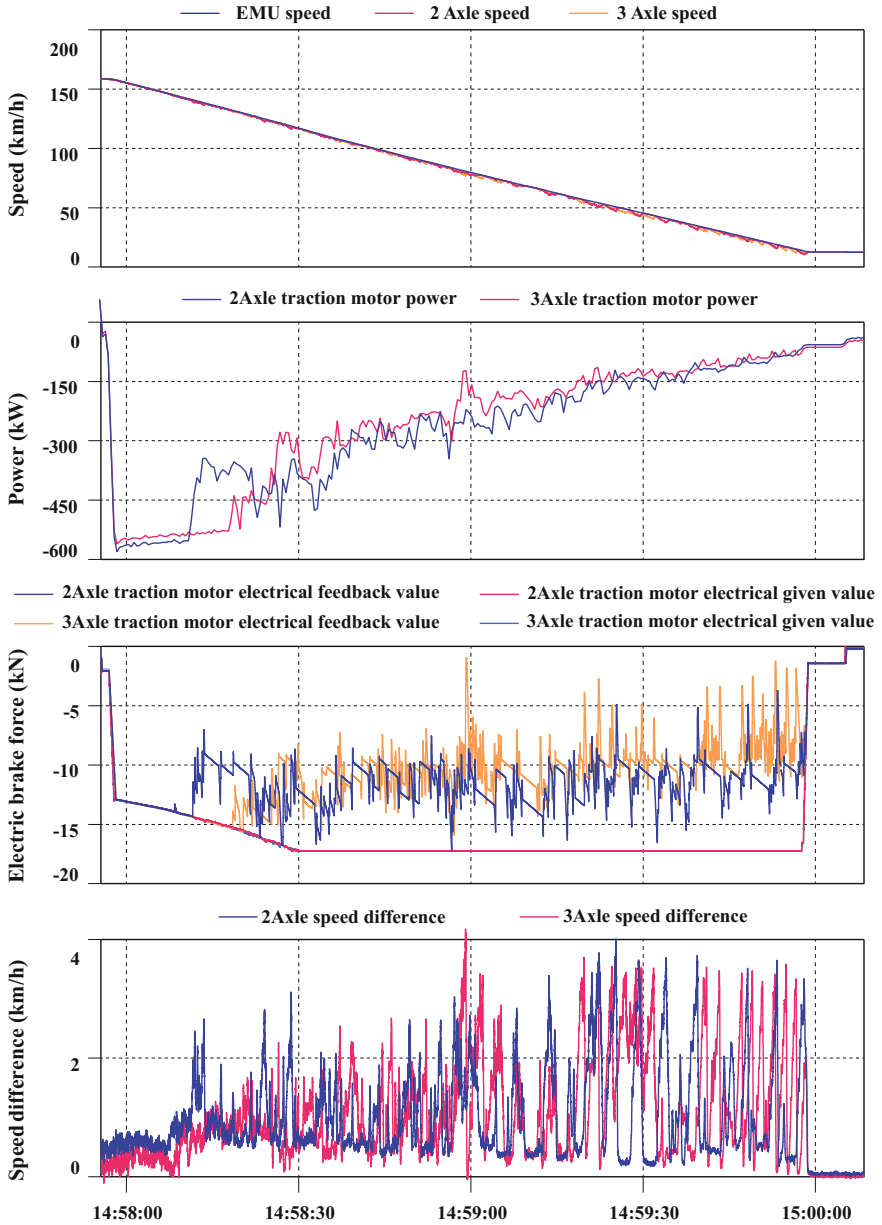 EMU speed 2 Axle speed 3 Axle speed
200
150
100
50
0
Speed (km/h)
2Axle traction motor power 3Axle traction motor power
0
-150
-300
-450
-600
Power (kW)
2Axle traction motor electrical feedback value 2Axle traction motor electrical given value
3Axle traction motor electrical feedback value 3Axle traction motor electrical given value
0
-5
-10
-15
-20
Electric brake force (kN)
2Axle speed difference 3Axle speed difference
4
2
0
Speed difference (km/h)
14:58:00 14:58:30 14:59:00 14:59:30 15:00:00